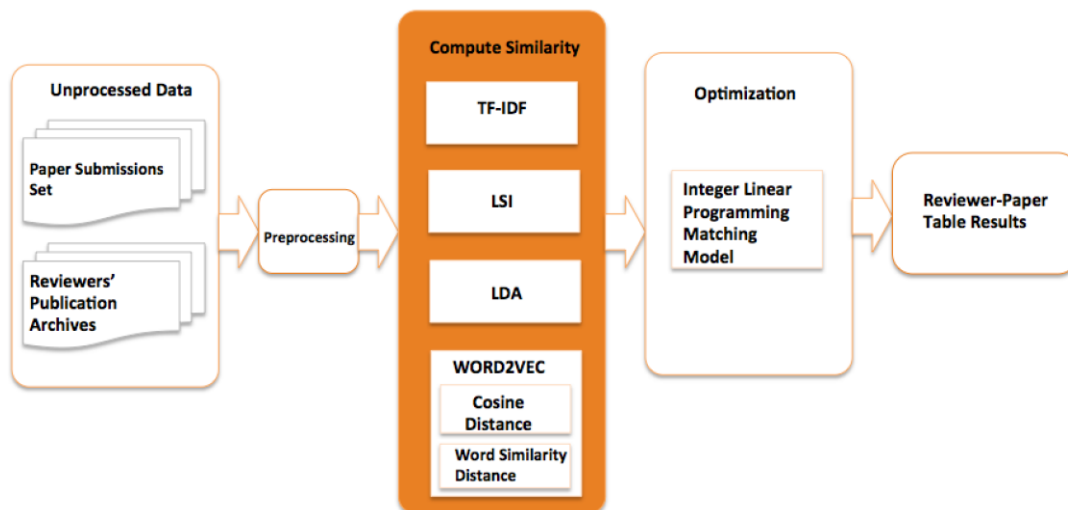 Unprocessed Data
Paper Submissions
Set
Reviewers'
Publication
Archives
Preprocessing
Compute Similarity
TF-IDF
LSI
LDA
WORD2VEC
Cosine
Distance
Word Similarity
Distance
Optimization
Integer Linear
Programming
Matching
Model
Reviewer-Paper
Table Results